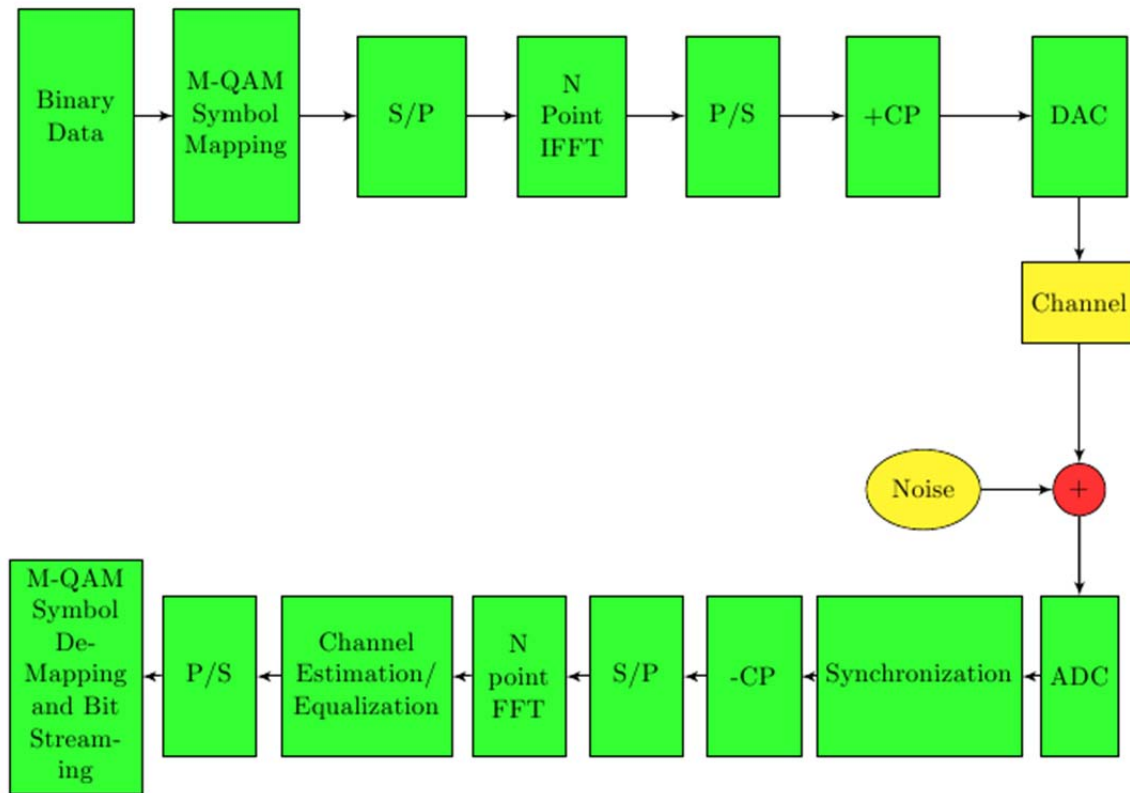 Binary
Data
M-QAM
Symbol
Mapping
S/P
N
Point
IFFT
P/S
+CP
DAC
Channel
Noise
+
M-QAM
Symbol
De-
Mapping
and Bit
Stream-
ing
P/S
Channel
Estimation/
Equalization
N
point
FFT
S/P
-CP
Synchronization
ADC